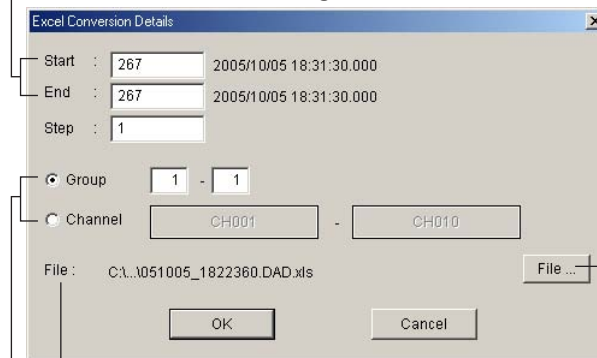 Excel Conversion Details
Start : 267 2005/10/05 18:31:30.000
End : 267 2005/10/05 18:31:30.000
Step : 1
Group 1 - 1
Channel CH001 - CH010
File : C:\...\051005_1822360.DAD.xls File ...
OK Cancel